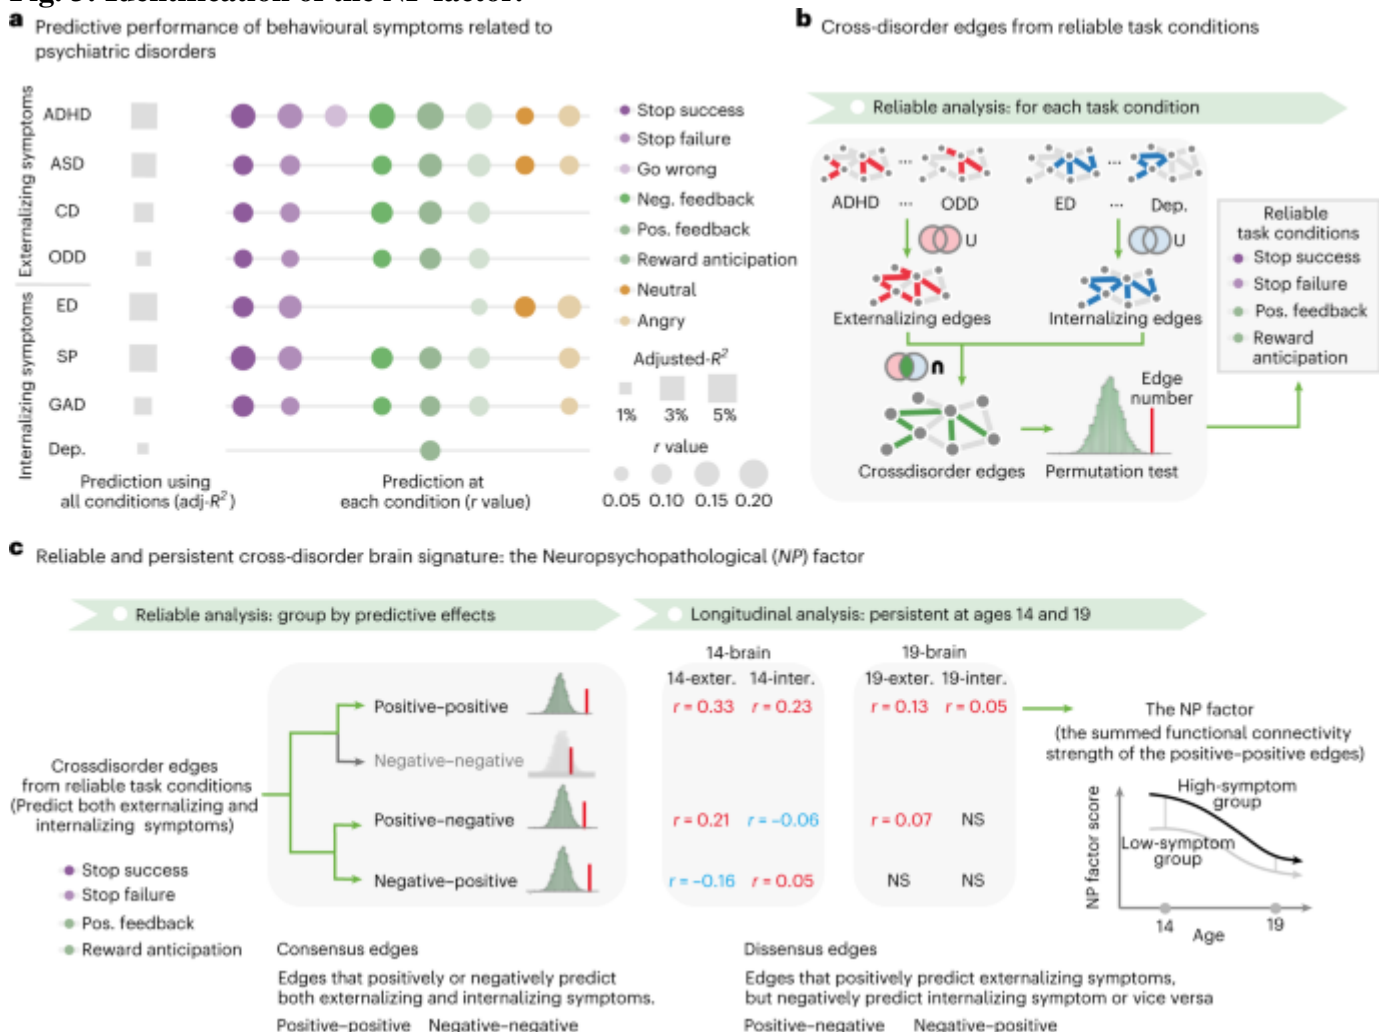 Fig. 3: Identification of the NP factor.
a Predictive performance of behavioural symptoms related to
psychiatric disorders
Externalizing symptoms
Internalizing symptoms
ADHD
ASD
CD
ODD
ED
SP
GAD
Dep.
Prediction using
all conditions (adj-R²)
Prediction at
each condition (r value)
Stop success
Stop failure
Go wrong
Neg. feedback
Pos. feedback
Reward anticipation
Neutral
Angry
Adjusted-R²
1% 3% 5%
r value
0.05 0.10 0.15 0.20
b Cross-disorder edges from reliable task conditions
Reliable analysis: for each task condition
... ...
ADHD ... ODD ED ... Dep.
U U
Externalizing edges Internalizing edges
∩
Edge
number
Crossdisorder edges Permutation test
Reliable
task conditions
Stop success
Stop failure
Pos. feedback
Reward
anticipation
c Reliable and persistent cross-disorder brain signature: the Neuropsychopathological (NP) factor
Reliable analysis: group by predictive effects
Longitudinal analysis: persistent at ages 14 and 19
Crossdisorder edges
from reliable task conditions
(Predict both externalizing and
internalizing symptoms)
Stop success
Stop failure
Pos. feedback
Reward anticipation
Positive–positive
Negative–negative
Positive–negative
Negative–positive
14-brain 19-brain
14-exter. 14-inter. 19-exter. 19-inter.
r = 0.33 r = 0.23 r = 0.13 r = 0.05
r = 0.21 r = –0.06 r = 0.07 NS
r = –0.16 r = 0.05 NS NS
The NP factor
(the summed functional connectivity
strength of the positive–positive edges)
NP factor score
High-symptom
group
Low-symptom
group
14 19
Age
Consensus edges
Edges that positively or negatively predict
both externalizing and internalizing symptoms.
Positive–positive Negative–negative
Dissensus edges
Edges that positively predict externalizing symptoms,
but negatively predict internalizing symptom or vice versa
Positive–negative Negative–positive